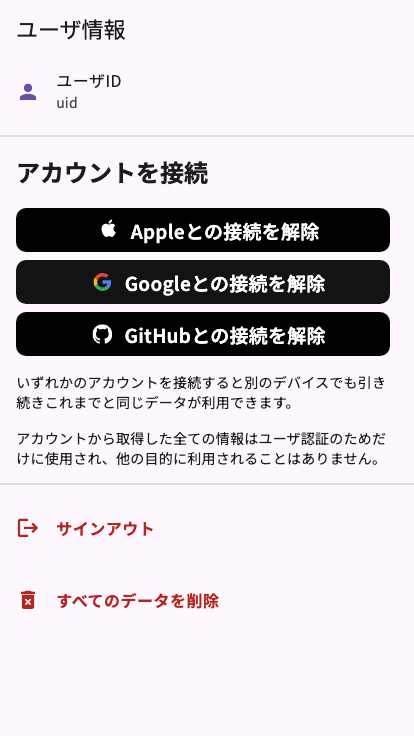 ユーザ情報
ユーザID
uid
アカウントを接続
Appleとの接続を解除
Googleとの接続を解除
GitHubとの接続を解除
いずれかのアカウントを接続すると別のデバイスでも引き
続きこれまでと同じデータが利用できます。
アカウントから取得した全ての情報はユーザ認証のためだ
けに使用され、他の目的に利用されることはありません。
サインアウト
すべてのデータを削除